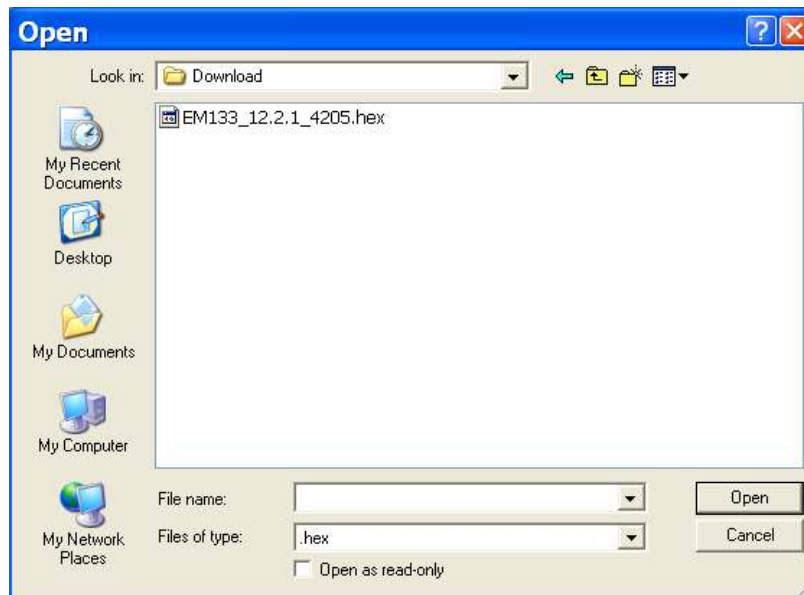 Open
Look in:
Download
EM133_12.2.1_4205.hex
My Recent
Documents
Desktop
My Documents
My Computer
My Network
Places
File name:
Open
Files of type:
.hex
Cancel
Open as read-only